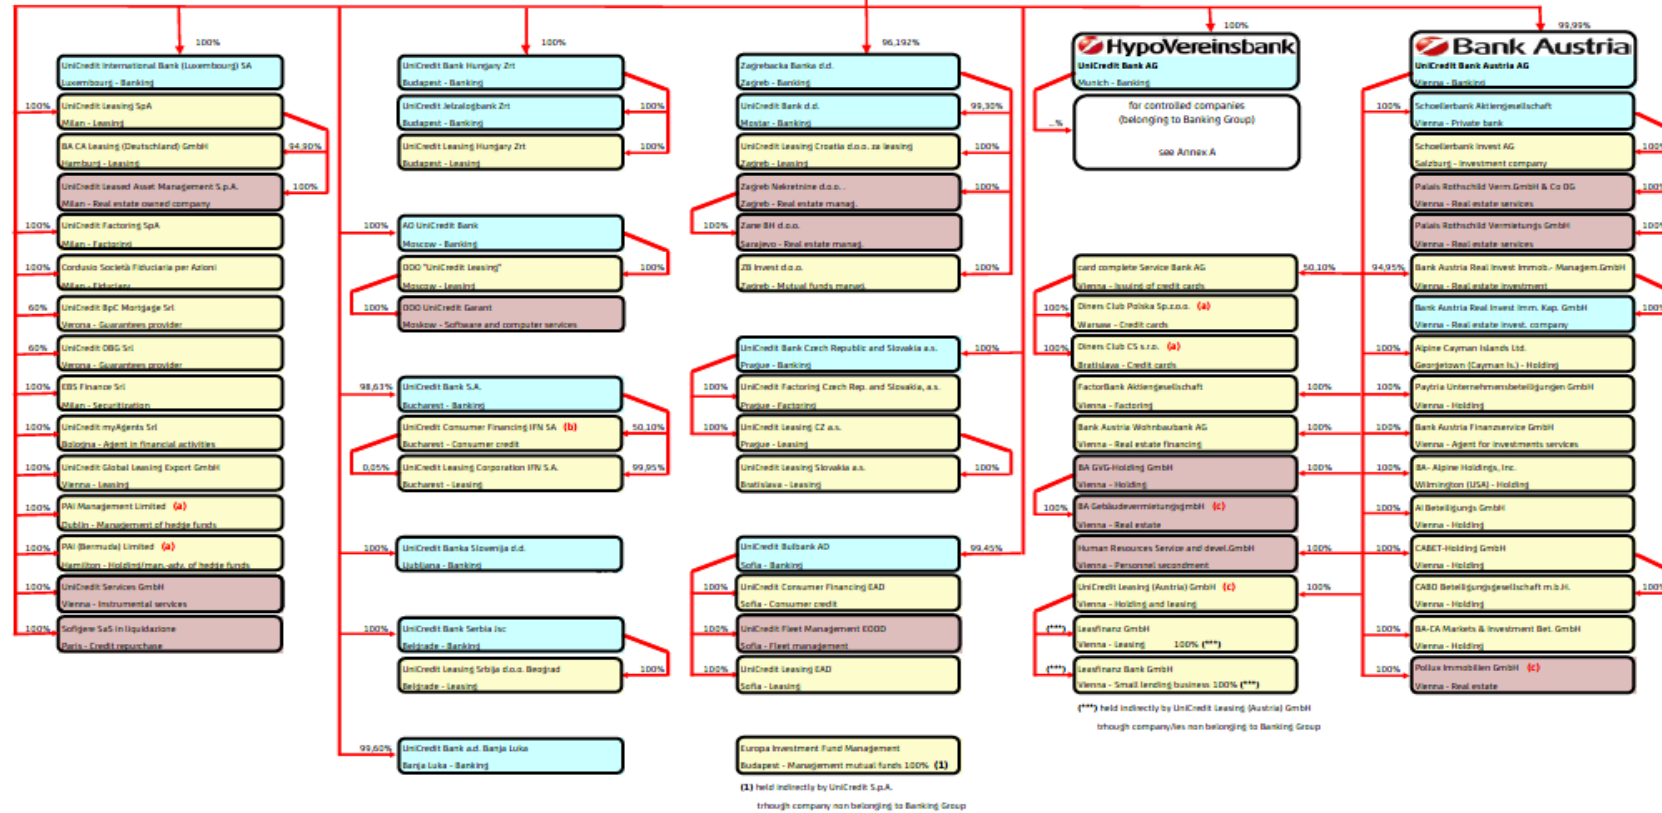 100%
UniCredit International Bank (Luxembourg) SA
Luxembourg - Banking
100%
UniCredit Leasing SpA
Milan - Leasing
BA CA Leasing (Deutschland) GmbH
94,90%
Hamburg - Leasing
UniCredit Leased Asset Management S.p.A.
100%
Milan - Real estate owned company
100%
UniCredit Factoring SpA
Milan - Factoring
100%
Cordusio Società Fiduciaria per Azioni
Milan - Fiduciary
60%
UniCredit BpC Mortgage Srl
Verona - Guarantees provider
60%
UniCredit OBG Srl
Verona - Guarantees provider
100%
EBS Finance Srl
Milan - Securitization
100%
UniCredit myAgents Srl
Bologna - Agent in financial activities
100%
UniCredit Global Leasing Export GmbH
Vienna - Leasing
100%
PAI Management Limited (a)
Dublin - Management of hedge funds
100%
PAI (Bermuda) Limited (a)
Hamilton - Holding/man.-adv. of hedge funds
100%
UniCredit Services GmbH
Vienna - Instrumental services
100%
Sofigere SaS in liquidazione
Paris - Credit repurchase
100%
UniCredit Bank Hungary Zrt
Budapest - Banking
UniCredit Jelzalogbank Zrt
100%
Budapest - Banking
UniCredit Leasing Hungary Zrt
100%
Budapest - Leasing
100%
AO UniCredit Bank
Moscow - Banking
OOO "UniCredit Leasing"
100%
Moscow - Leasing
100%
OOO UniCredit Garant
Moskow - Software and computer services
98,63%
UniCredit Bank S.A.
Bucharest - Banking
UniCredit Consumer Financing IFN SA (b)
50,10%
Bucharest - Consumer credit
0,05%
UniCredit Leasing Corporation IFN S.A.
99,95%
Bucharest - Leasing
100%
UniCredit Banka Slovenija d.d.
Ljubljana - Banking
100%
UniCredit Bank Serbia Jsc
Belgrade - Banking
UniCredit Leasing Srbija d.o.o. Beograd
100%
Belgrade - Leasing
99,60%
UniCredit Bank a.d. Banja Luka
Banja Luka - Banking
96,192%
Zagrebacka Banka d.d.
Zagreb - Banking
UniCredit Bank d.d.
99,30%
Mostar - Banking
UniCredit Leasing Croatia d.o.o. za leasing
100%
Zagreb - Leasing
Zagreb Nekretnine d.o.o. .
100%
Zagreb - Real estate manag.
100%
Zane BH d.o.o.
Sarajevo - Real estate manag.
ZB Invest d.o.o.
100%
Zagreb - Mutual funds manag.
UniCredit Bank Czech Republic and Slovakia a.s.
100%
Prague - Banking
100%
UniCredit Factoring Czech Rep. and Slovakia, a.s.
Prague - Factoring
100%
UniCredit Leasing CZ a.s.
Prague - Leasing
UniCredit Leasing Slovakia a.s.
100%
Bratislava - Leasing
UniCredit Bulbank AD
99,45%
Sofia - Banking
100%
UniCredit Consumer Financing EAD
Sofia - Consumer credit
100%
UniCredit Fleet Management EOOD
Sofia - Fleet management
100%
UniCredit Leasing EAD
Sofia - Leasing
Europa Investment Fund Management
Budapest - Management mutual funds 100% (1)
(1) held indirectly by UniCredit S.p.A.
trhough company non belonging to Banking Group
100%
HypoVereinsbank
UniCredit Bank AG
Munich - Banking
...%
for controlled companies
(belonging to Banking Group)
see Annex A
card complete Service Bank AG
50,10%
Vienna - Issuing of credit cards
100%
Diners Club Polska Sp.z.o.o. (a)
Warsaw - Credit cards
100%
Diners Club CS s.r.o. (a)
Bratislava - Credit cards
FactorBank Aktiengesellschaft
100%
Vienna - Factoring
Bank Austria Wohnbaubank AG
100%
Vienna - Real estate financing
BA GVG-Holding GmbH
100%
Vienna - Holding
100%
BA GebäudevermietungsgmbH (c)
Vienna - Real estate
Human Resources Service and devel.GmbH
100%
Vienna - Personnel secondment
UniCredit Leasing (Austria) GmbH (c)
100%
Vienna - Holding and leasing
(***)
Leasfinanz GmbH
Vienna - Leasing 100% (***)
(***)
Leasfinanz Bank GmbH
Vienna - Small lending business 100% (***)
(***) held indirectly by UniCredit Leasing (Austria) GmbH
trhough company/ies non belonging to Banking Group
99,99%
Bank Austria
UniCredit Bank Austria AG
Vienna - Banking
100%
Schoellerbank Aktiengesellschaft
Vienna - Private bank
Schoellerbank Invest AG
100%
Salzburg - Investment company
Palais Rothschild Verm.GmbH & Co OG
100%
Vienna - Real estate services
Palais Rothschild Vermietungs GmbH
100%
Vienna - Real estate services
94,95%
Bank Austria Real Invest Immob.- Managem.GmbH
Vienna - Real estate investment
Bank Austria Real Invest Imm. Kap. GmbH
100%
Vienna - Real estate invest. company
100%
Alpine Cayman Islands Ltd.
Georgetown (Cayman Is.) - Holding
100%
Paytria Unternehmensbeteiligungen GmbH
Vienna - Holding
100%
Bank Austria Finanzservice GmbH
Vienna - Agent for investments services
100%
BA- Alpine Holdings, Inc.
Wilmington (USA) - Holding
100%
AI Beteiligungs GmbH
Vienna - Holding
100%
CABET-Holding GmbH
Vienna - Holding
CABO Beteiligungsgesellschaft m.b.H.
100%
Vienna - Holding
100%
BA-CA Markets & Investment Bet. GmbH
Vienna - Holding
100%
Pollux Immobilien GmbH (c)
Vienna - Real estate